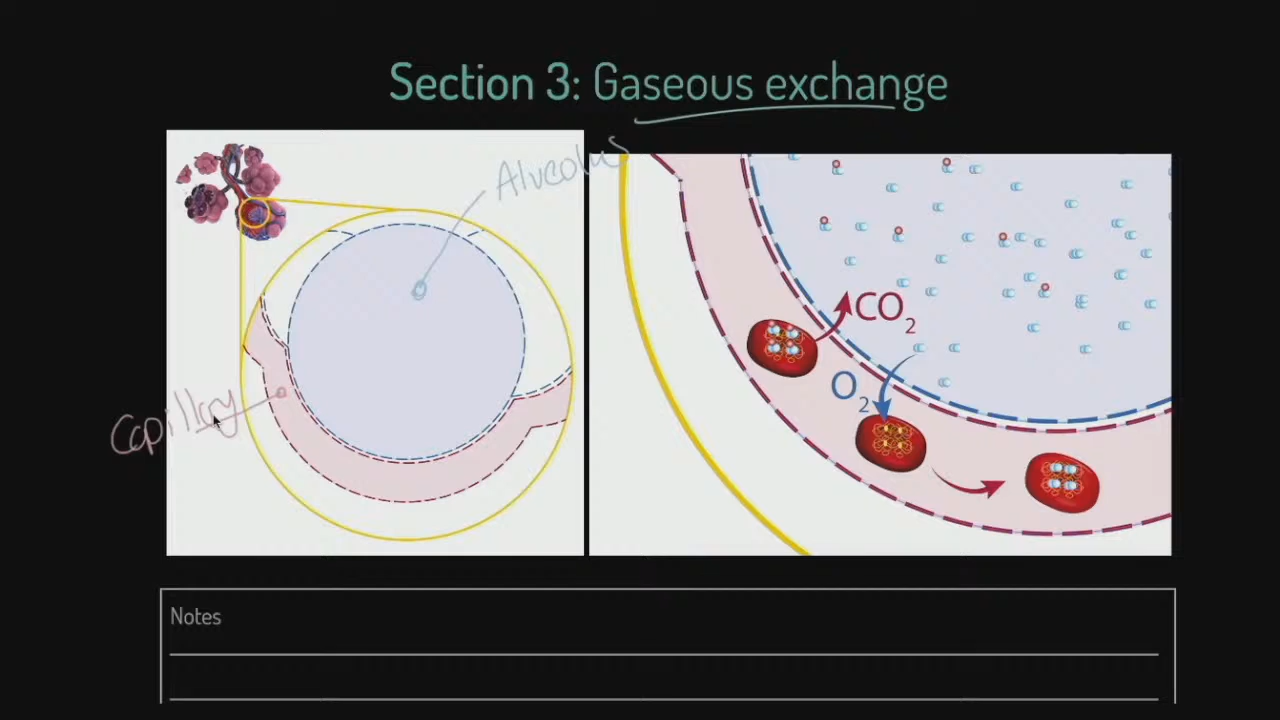 Section 3: Gaseous exchange
Alveolus
Capillary
CO2
O2
Notes